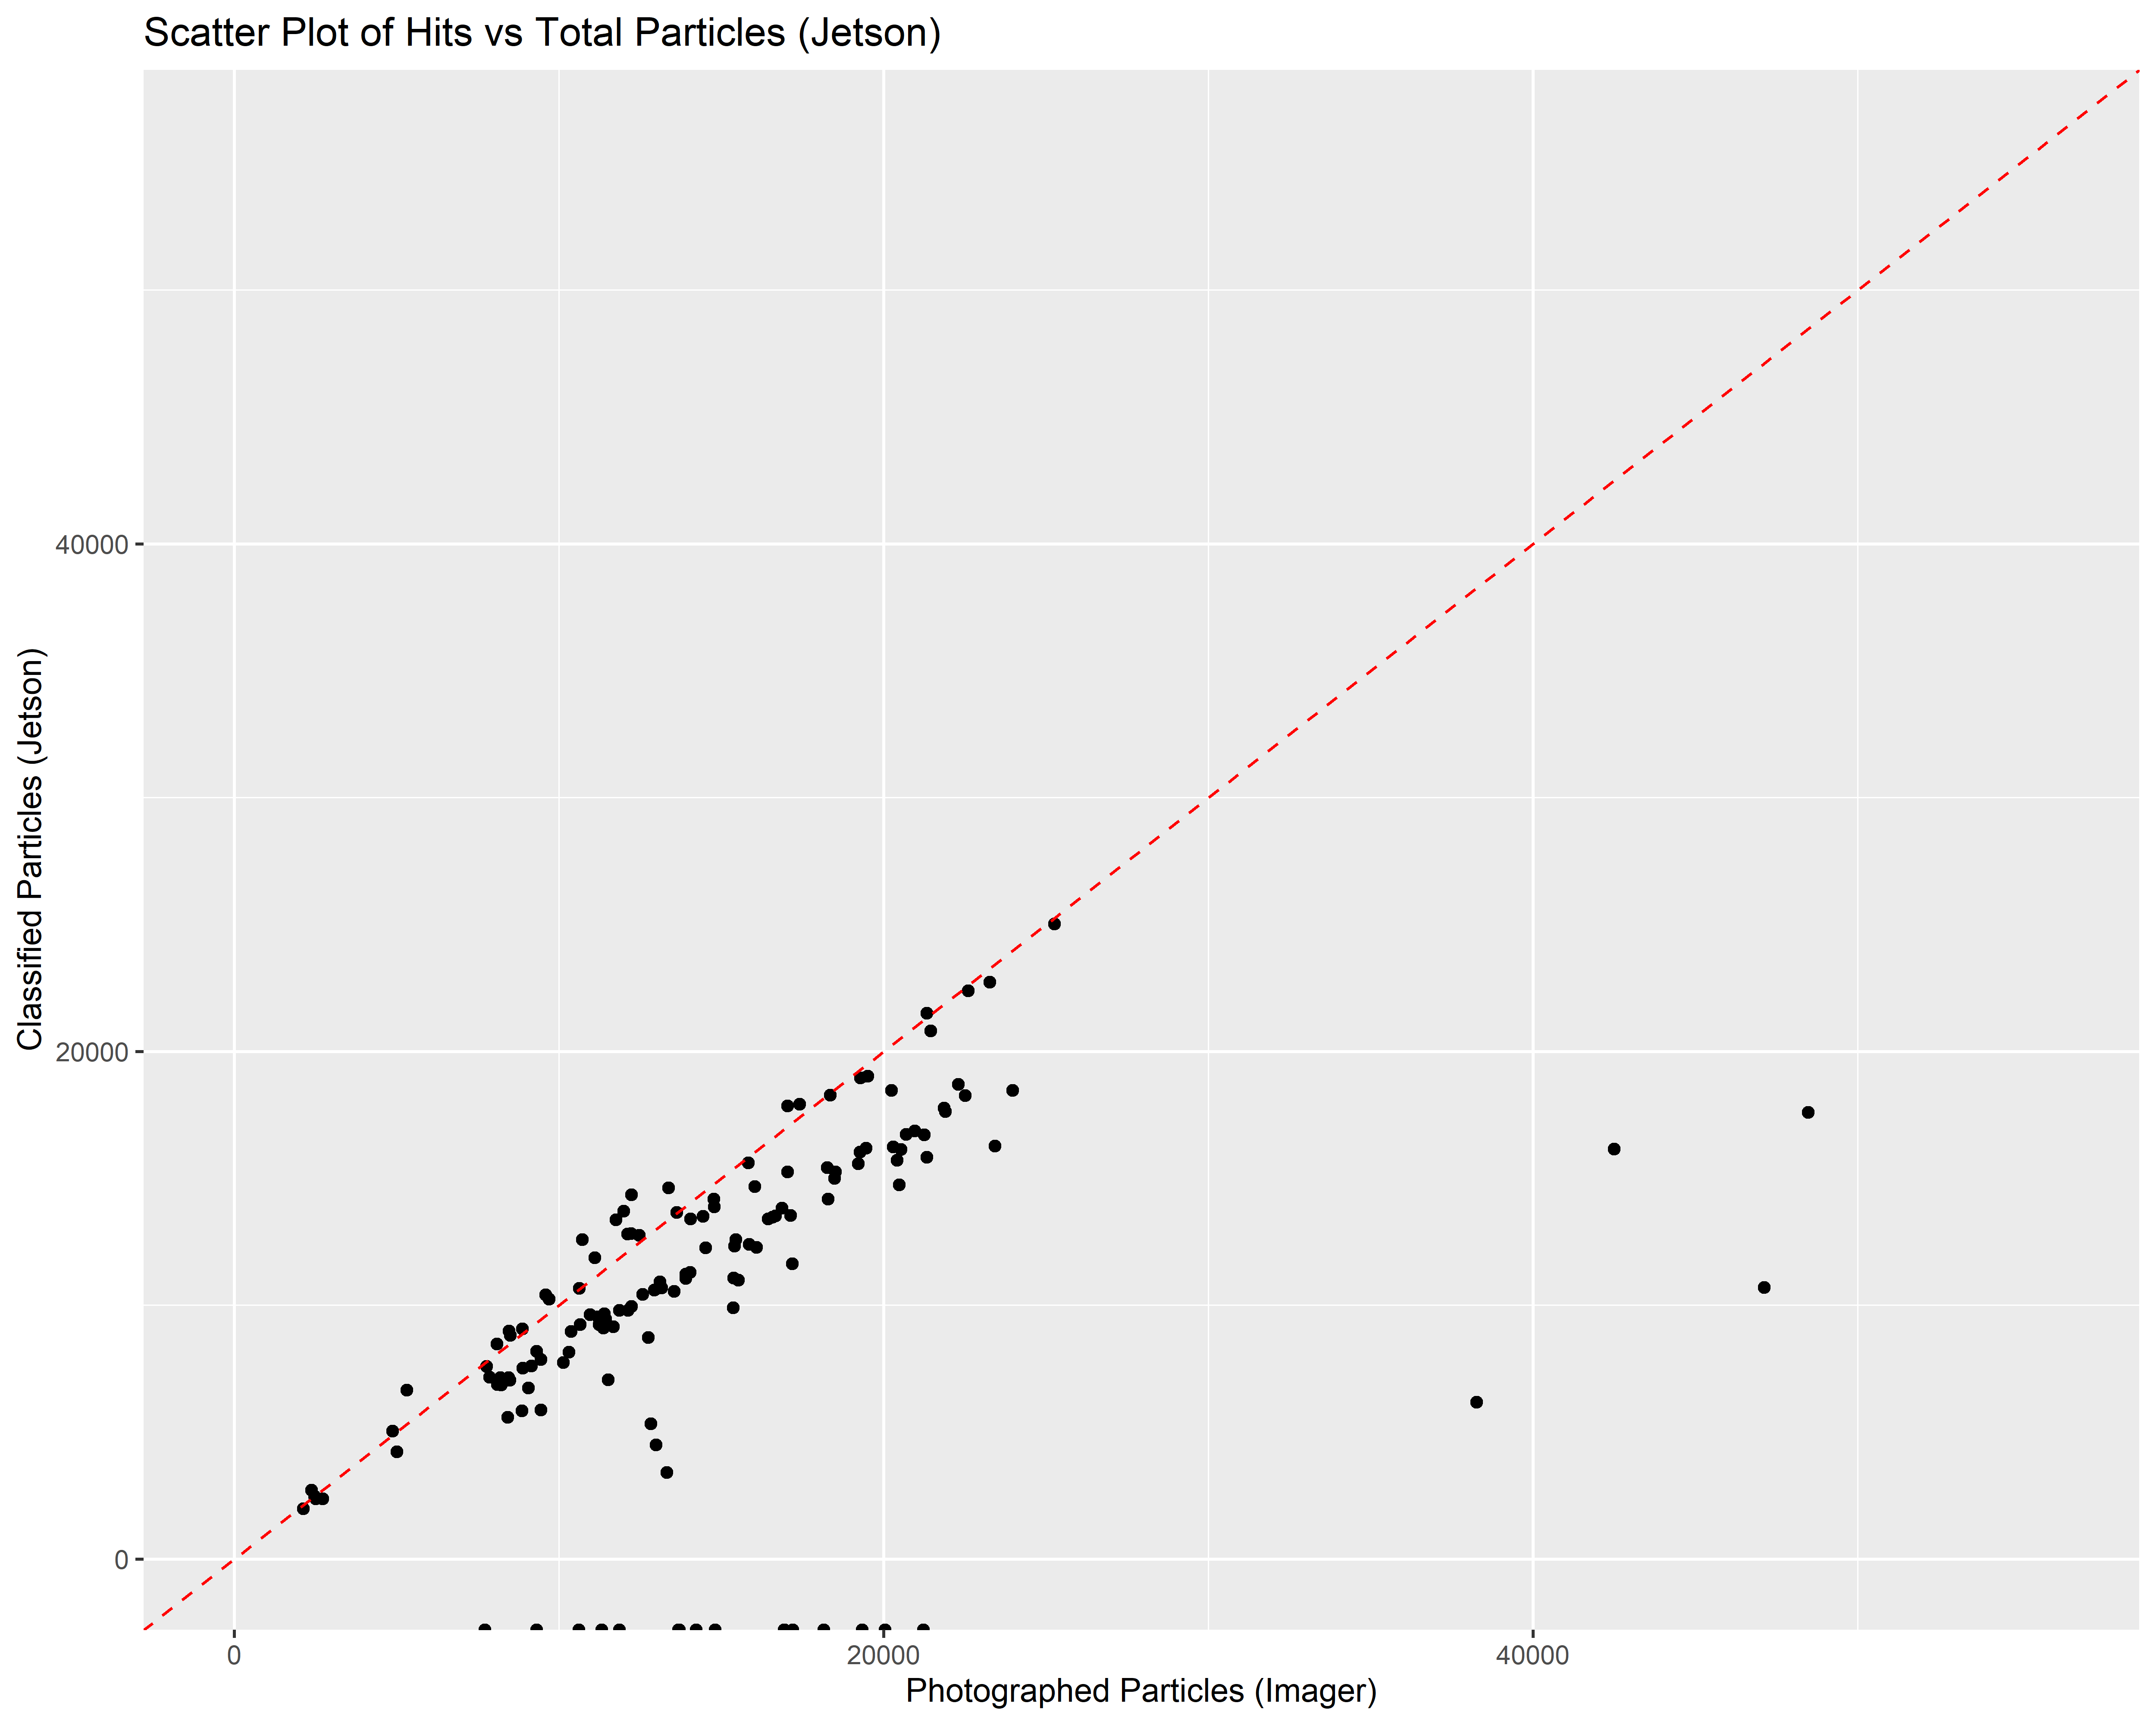 Scatter Plot of Hits vs Total Particles (Jetson)
Classified Particles (Jetson)
40000
20000
0
0
20000
40000
Photographed Particles (Imager)